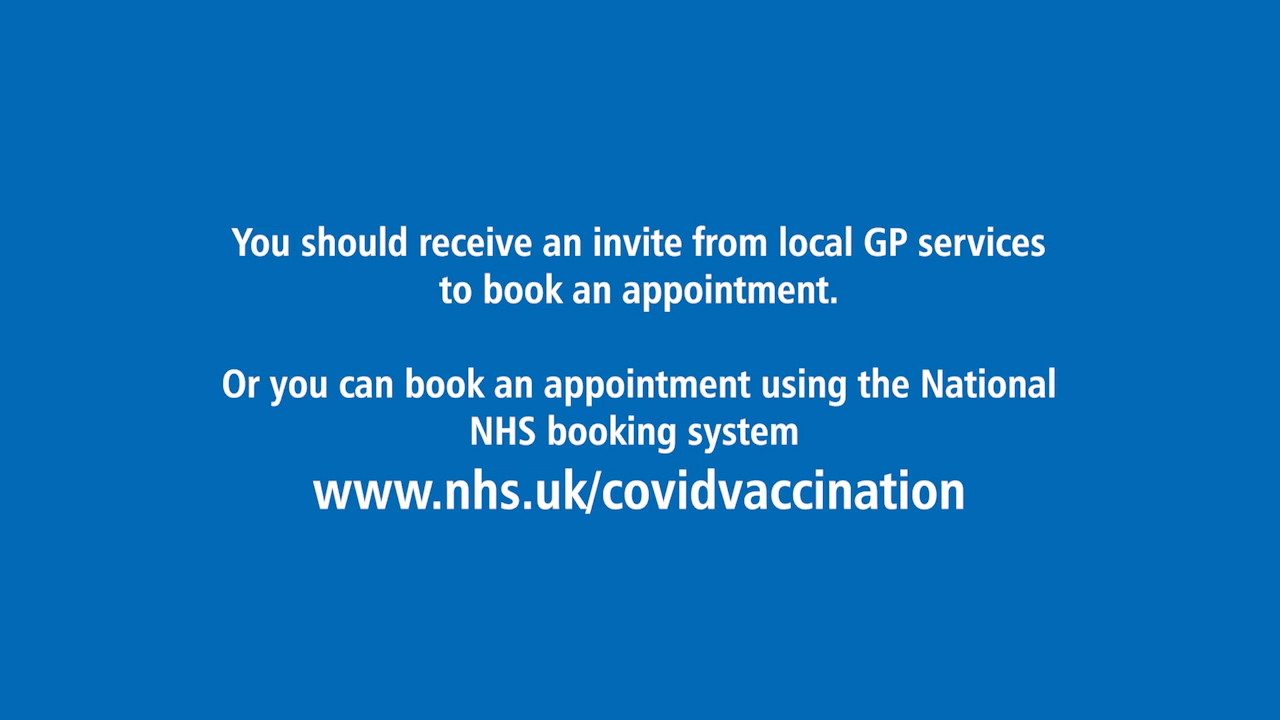 You should receive an invite from local GP services
to book an appointment.
Or you can book an appointment using the National
NHS booking system
www.nhs.uk/covidvaccination